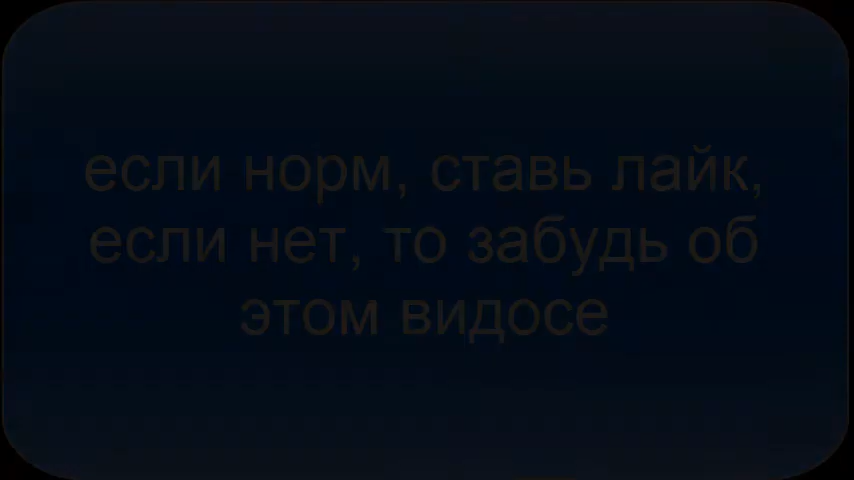 если норм, ставь лайк,
если нет, то забудь об
этом видосе